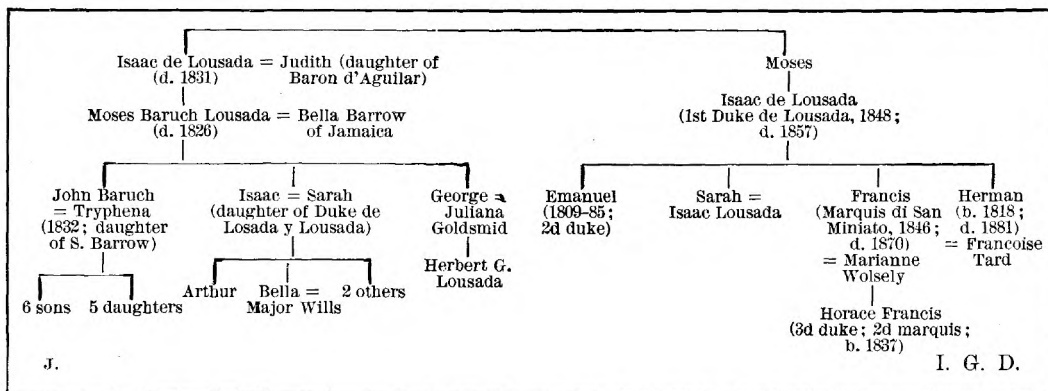 Isaac de Lousada = Judith (daughter of
(d. 1831) Baron d'Aguilar)
Moses
Moses Baruch Lousada = Bella Barrow
(d. 1826) of Jamaica
Isaac de Lousada
(1st Duke de Lousada, 1848;
d. 1857)
John Baruch
= Tryphena
(1832; daughter
of S. Barrow)
Isaac = Sarah
(daughter of Duke de
Losada y Lousada)
George =
Juliana
Goldsmid
Emanuel
(1809-85;
2d duke)
Sarah =
Isaac Lousada
Francis
(Marquis di San
Miniato, 1846;
d. 1870)
= Marianne
Wolsely
Herman
(b. 1818;
d. 1881)
= Francoise
Tard
6 sons 5 daughters
Arthur Bella = 2 others
Major Wills
Herbert G.
Lousada
Horace Francis
(3d duke; 2d marquis;
b. 1837)
J. I. G. D.